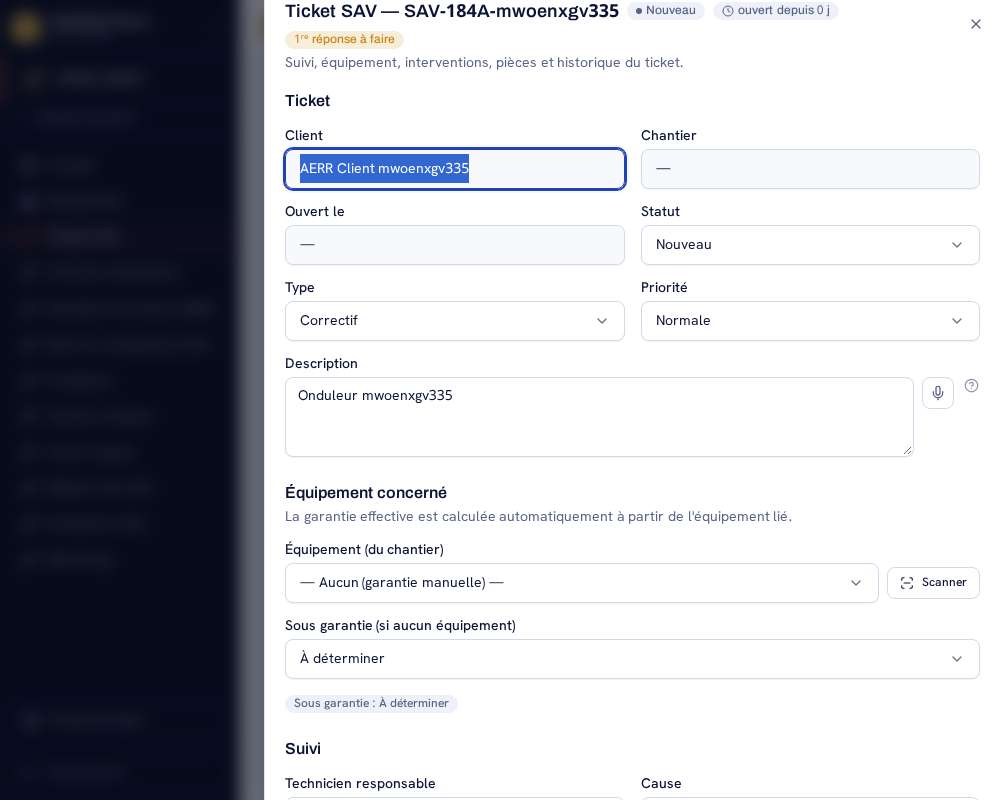 Ticket SAV — SAV-184A-mwoenxgv335 Nouveau ouvert depuis 0 j
1ʳᵉ réponse à faire
Suivi, équipement, interventions, pièces et historique du ticket.
Ticket
Client Chantier
AERR Client mwoenxgv335 —
Ouvert le Statut
— Nouveau
Type Priorité
Correctif Normale
Description
Onduleur mwoenxgv335
Équipement concerné
La garantie effective est calculée automatiquement à partir de l'équipement lié.
Équipement (du chantier)
— Aucun (garantie manuelle) — Scanner
Sous garantie (si aucun équipement)
À déterminer
Sous garantie : À déterminer
Suivi
Technicien responsable Cause